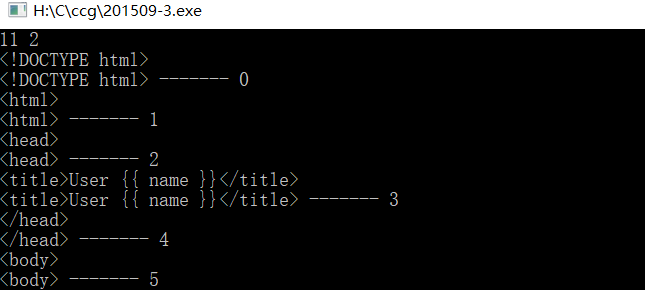 H:\C\ccg\201509-3.exe
11 2
<!DOCTYPE html>
<!DOCTYPE html> ------- 0
<html>
<html> ------- 1
<head>
<head> ------- 2
<title>User {{ name }}</title>
<title>User {{ name }}</title> ------- 3
</head>
</head> ------- 4
<body>
<body> ------- 5